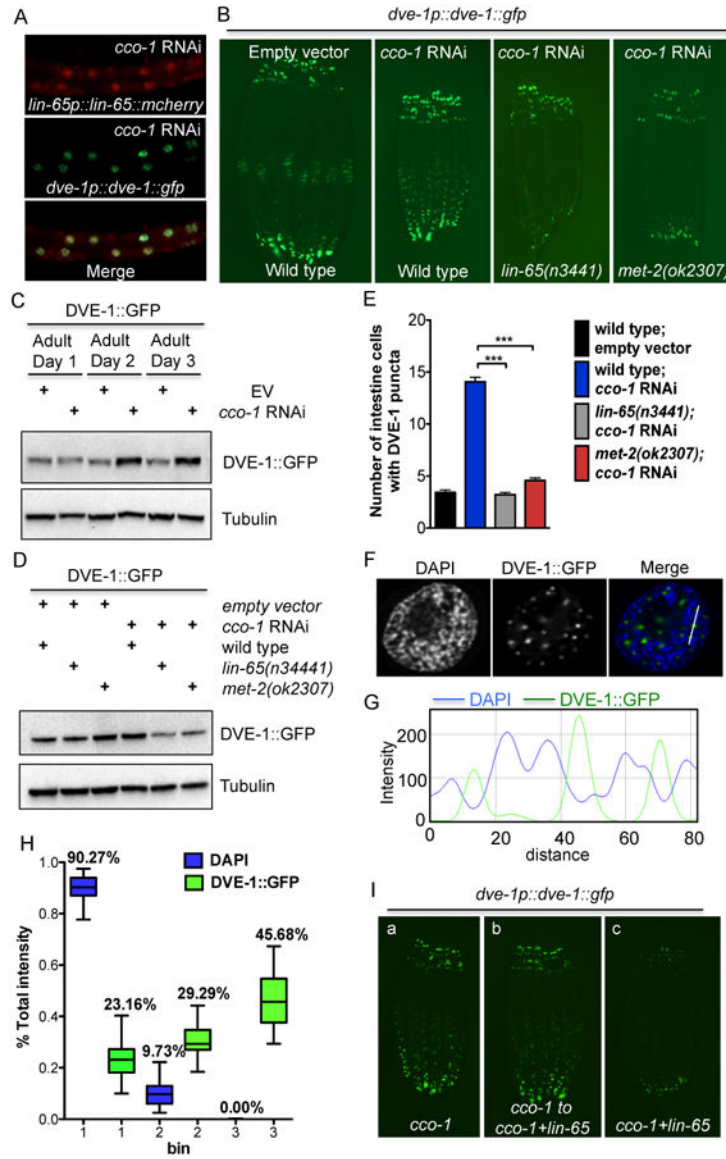 A
cco-1 RNAi
lin-65p::lin-65::mcherry
cco-1 RNAi
dve-1p::dve-1::gfp
Merge
B
dve-1p::dve-1::gfp
Empty vector
cco-1 RNAi
cco-1 RNAi
cco-1 RNAi
Wild type
Wild type
lin-65(n3441)
met-2(ok2307)
C
DVE-1::GFP
Adult Day 1
Adult Day 2
Adult Day 3
+ + + EV
+ + + cco-1 RNAi
DVE-1::GFP
Tubulin
D
DVE-1::GFP
+ + + empty vector
+ + + cco-1 RNAi
+ + wild type
+ + lin-65(n34441)
+ + met-2(ok2307)
DVE-1::GFP
Tubulin
E
Number of intestine cells
with DVE-1 puncta
20
15
10
5
0
***
***
wild type;
empty vector
wild type;
cco-1 RNAi
lin-65(n3441);
cco-1 RNAi
met-2(ok2307);
cco-1 RNAi
F
DAPI
DVE-1::GFP
Merge
G
DAPI
DVE-1::GFP
Intensity
200
100
0
0 20 40 60 80
distance
H
DAPI
DVE-1::GFP
% Total intensity
1.0
0.8
0.6
0.4
0.2
0.0
90.27%
23.16%
9.73%
29.29%
0.00%
45.68%
1 1 2 2 3 3
bin
I
dve-1p::dve-1::gfp
a
b
c
cco-1
cco-1 to
cco-1+lin-65
cco-1+lin-65